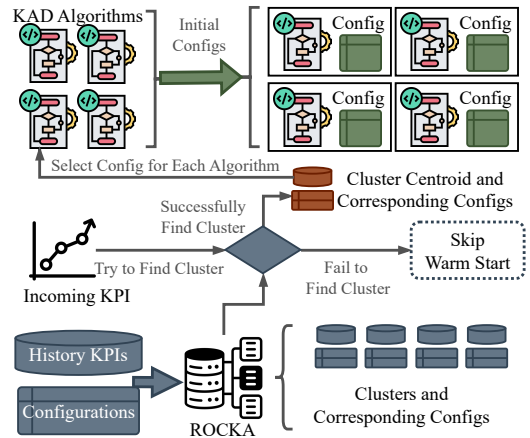 KAD Algorithms
Initial
Configs
Config
Config
Config
Config
Select Config for Each Algorithm
Cluster Centroid and
Corresponding Configs
Successfully
Find Cluster
Try to Find Cluster
Fail to
Find Cluster
Skip
Warm Start
Incoming KPI
History KPIs
Configurations
ROCKA
Clusters and
Corresponding Configs